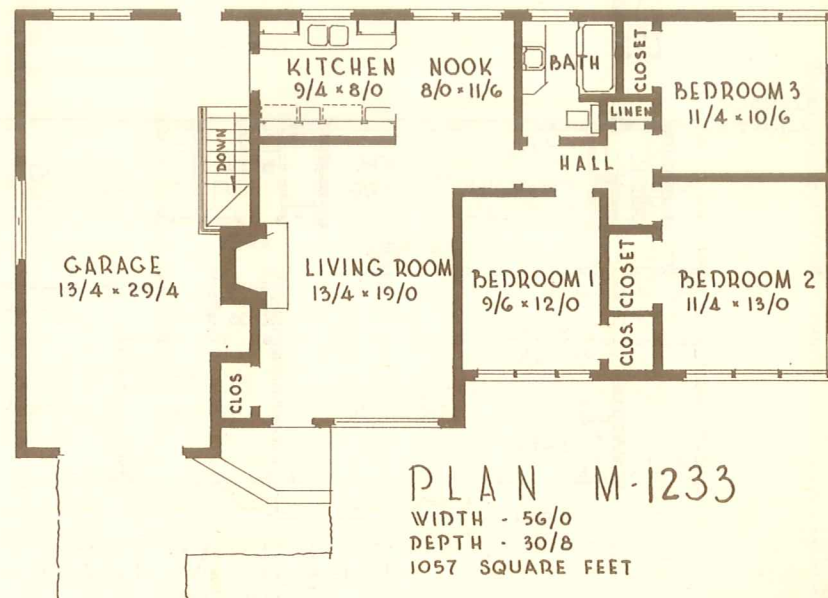 KITCHEN
9/4 × 8/0
NOOK
8/0 × 11/6
BATH
CLOSET
BEDROOM 3
11/4 × 10/6
LINEN
DOWN
HALL
GARAGE
13/4 × 29/4
LIVING ROOM
13/4 × 19/0
BEDROOM 1
9/6 × 12/0
CLOSET
BEDROOM 2
11/4 × 13/0
CLOS.
CLOS
PLAN M-1233
WIDTH - 56/0
DEPTH - 30/8
1057 SQUARE FEET